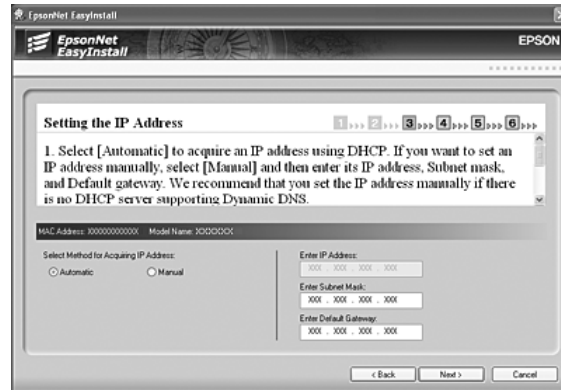 EpsonNet EasyInstall
EpsonNet
EasyInstall
EPSON
Setting the IP Address
1 2 3 4 5 6
1. Select [Automatic] to acquire an IP address using DHCP. If you want to set an
IP address manually, select [Manual] and then enter its IP address, Subnet mask,
and Default gateway. We recommend that you set the IP address manually if there
is no DHCP server supporting Dynamic DNS.
MAC Address: XXXXXXXXXXXX Model Name: XXXXXXX
Select Method for Acquiring IP Address:
Automatic Manual
Enter IP Address:
XXX . XXX . XXX . XXX
Enter Subnet Mask:
XXX . XXX . XXX . XXX
Enter Default Gateway:
XXX . XXX . XXX . XXX
< Back Next > Cancel